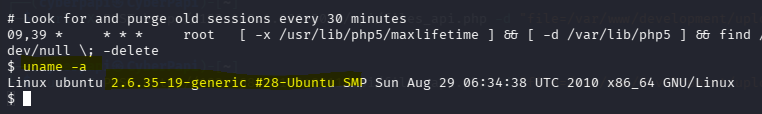 # Look for and purge old sessions every 30 minutes
09,39 *     * * *     root   [ -x /usr/lib/php5/maxlifetime ] && [ -d /var/lib/php5 ] && find /
dev/null \; -delete
$ uname -a
Linux ubuntu 2.6.35-19-generic #28-Ubuntu SMP Sun Aug 29 06:34:38 UTC 2010 x86_64 GNU/Linux
$